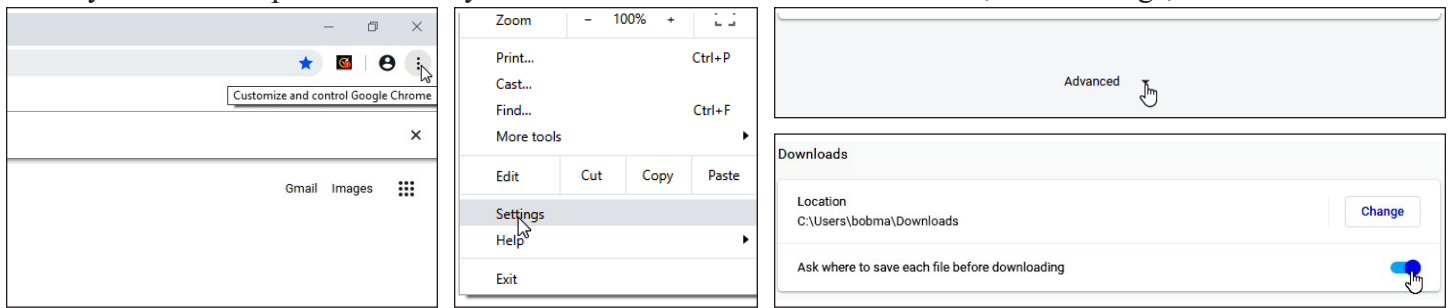 Customize and control Google Chrome
Gmail Images
Zoom - 100% +
Print... Ctrl+P
Cast...
Find... Ctrl+F
More tools
Edit Cut Copy Paste
Settings
Help
Exit
Advanced
Downloads
Location
C:\Users\bobma\Downloads
Change
Ask where to save each file before downloading